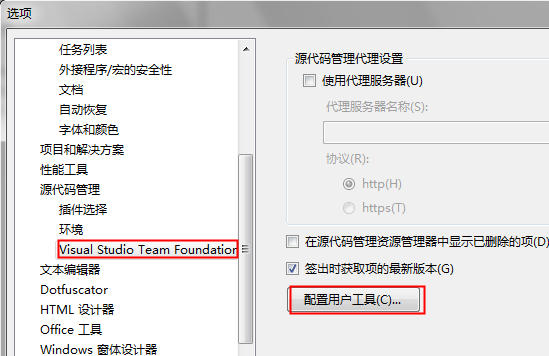 选项
任务列表
外接程序/宏的安全性
文档
自动恢复
字体和颜色
项目和解决方案
性能工具
源代码管理
插件选择
环境
Visual Studio Team Foundation
文本编辑器
Dotfuscator
HTML 设计器
Office 工具
Windows 窗体设计器
源代码管理代理设置
使用代理服务器(U)
代理服务器名称(S):
协议(R):
http(H)
https(T)
在源代码管理资源管理器中显示已删除的项(D)
签出时获取项的最新版本(G)
配置用户工具(C)...